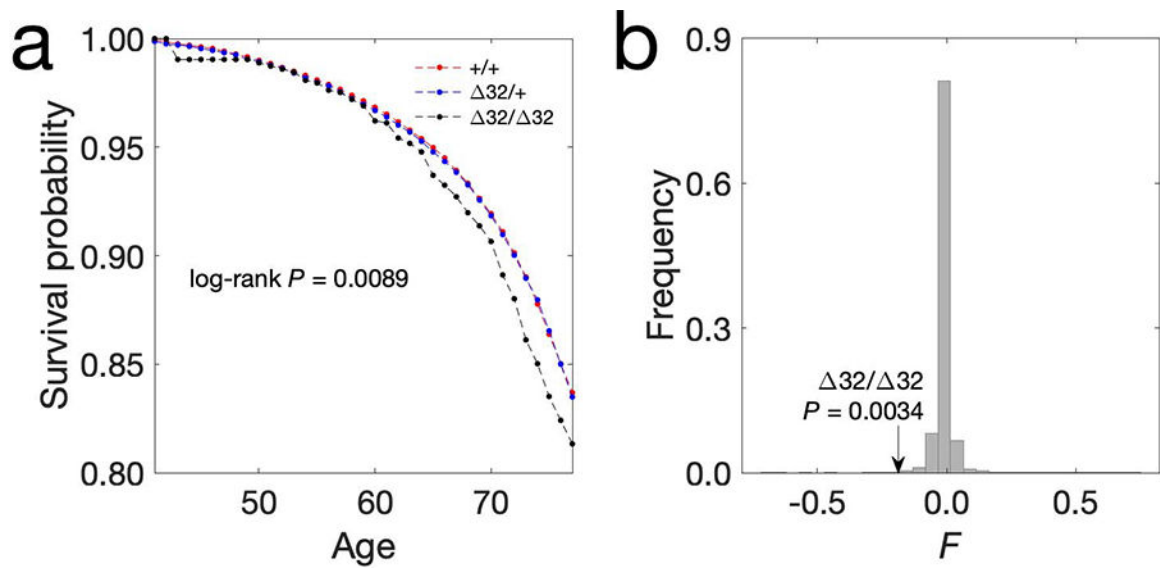 a
1.00
0.95
0.90
0.85
0.80
Survival probability
+/+
Δ32/+
Δ32/Δ32
log-rank P = 0.0089
50
60
70
Age
b
0.9
0.6
0.3
0.0
Frequency
Δ32/Δ32
P = 0.0034
-0.5
0.0
0.5
F